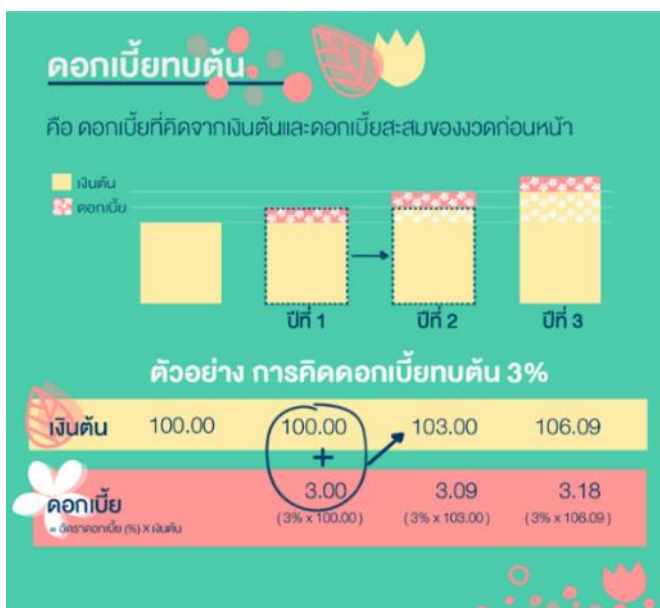 ดอกเบี้ยทบต้น
คือ ดอกเบี้ยที่คิดจากเงินต้นและดอกเบี้ยสะสมของงวดก่อนหน้า
เงินต้น
ดอกเบี้ย
ปีที่ 1 ปีที่ 2 ปีที่ 3
ตัวอย่าง การคิดดอกเบี้ยทบต้น 3%
เงินต้น 100.00 100.00 103.00 106.09
+
ดอกเบี้ย 3.00 3.09 3.18
= อัตราดอกเบี้ย (%) X เงินต้น (3% x 100.00) (3% x 103.00) (3% x 106.09)